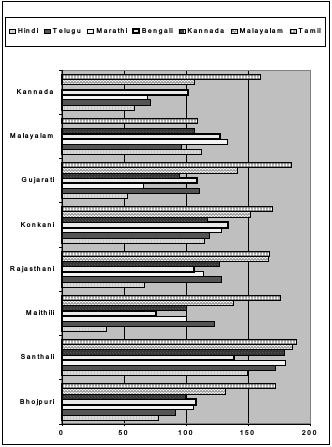 Hindi Telugu Marathi Bengali Kannada Malayalam Tamil
Kannada
Malayalam
Gujarati
Konkani
Rajasthani
Maithili
Santhali
Bhojpuri
0 50 100 150 200